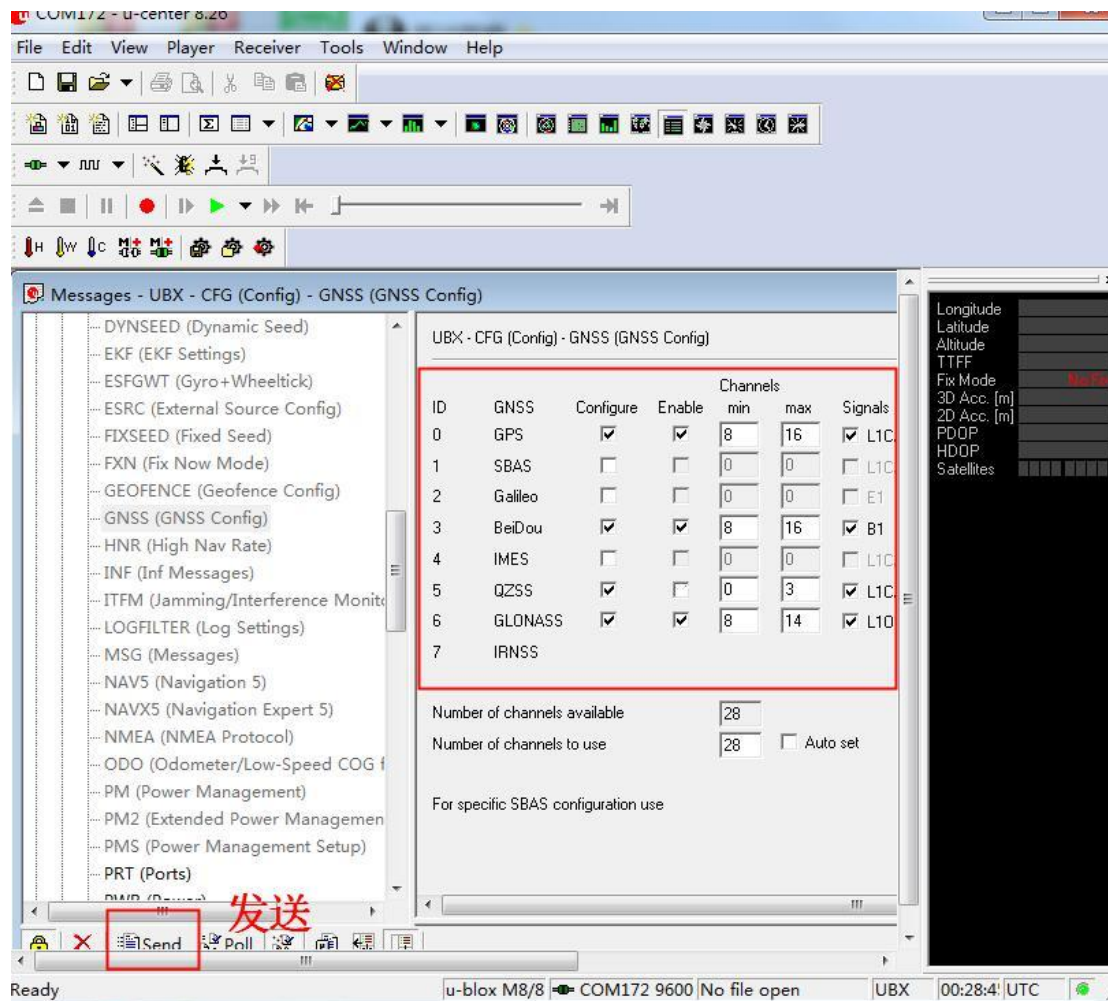 COM172 - u-center 8.26
File Edit View Player Receiver Tools Window Help
H W C
Messages - UBX - CFG (Config) - GNSS (GNSS Config)
DYNSEED (Dynamic Seed)
EKF (EKF Settings)
ESFGWT (Gyro+Wheeltick)
ESRC (External Source Config)
FIXSEED (Fixed Seed)
FXN (Fix Now Mode)
GEOFENCE (Geofence Config)
GNSS (GNSS Config)
HNR (High Nav Rate)
INF (Inf Messages)
ITFM (Jamming/Interference Monito
LOGFILTER (Log Settings)
MSG (Messages)
NAV5 (Navigation 5)
NAVX5 (Navigation Expert 5)
NMEA (NMEA Protocol)
ODO (Odometer/Low-Speed COG f
PM (Power Management)
PM2 (Extended Power Managemen
PMS (Power Management Setup)
PRT (Ports)
PWR (Power)
UBX - CFG (Config) - GNSS (GNSS Config)
Channels
ID GNSS Configure Enable min max Signals
0 GPS 8 16 L1C
1 SBAS 0 0 L1C
2 Galileo 0 0 E1
3 BeiDou 8 16 B1
4 IMES 0 0 L1C
5 QZSS 0 3 L1C
6 GLONASS 8 14 L1O
7 IRNSS
Number of channels available 28
Number of channels to use 28 Auto set
For specific SBAS configuration use
Longitude
Latitude
Altitude
TTFF
Fix Mode No Fix
3D Acc. [m]
2D Acc. [m]
PDOP
HDOP
Satellites
发送
Send Poll
Ready u-blox M8/8 COM172 9600 No file open UBX 00:28:4 UTC